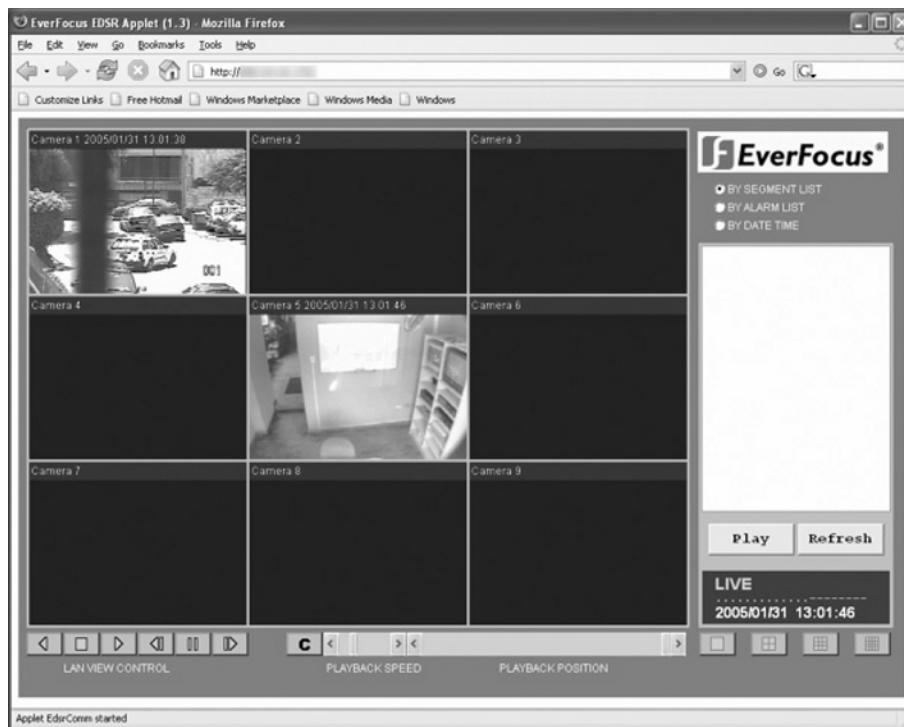 EverFocus EDSR Applet (1.3) - Mozilla Firefox
File Edit View Go Bookmarks Tools Help
http://
Go
Customize Links Free Hotmail Windows Marketplace Windows Media Windows
Camera 1 2005/01/31 13:01:38
Camera 2
Camera 3
001
Camera 4
Camera 5 2005/01/31 13:01:46
Camera 6
Camera 7
Camera 8
Camera 9
EverFocus®
BY SEGMENT LIST
BY ALARM LIST
BY DATE TIME
Play Refresh
LIVE
2005/01/31 13:01:46
C
LAN VIEW CONTROL
PLAYBACK SPEED
PLAYBACK POSITION
Applet EdsrComm started